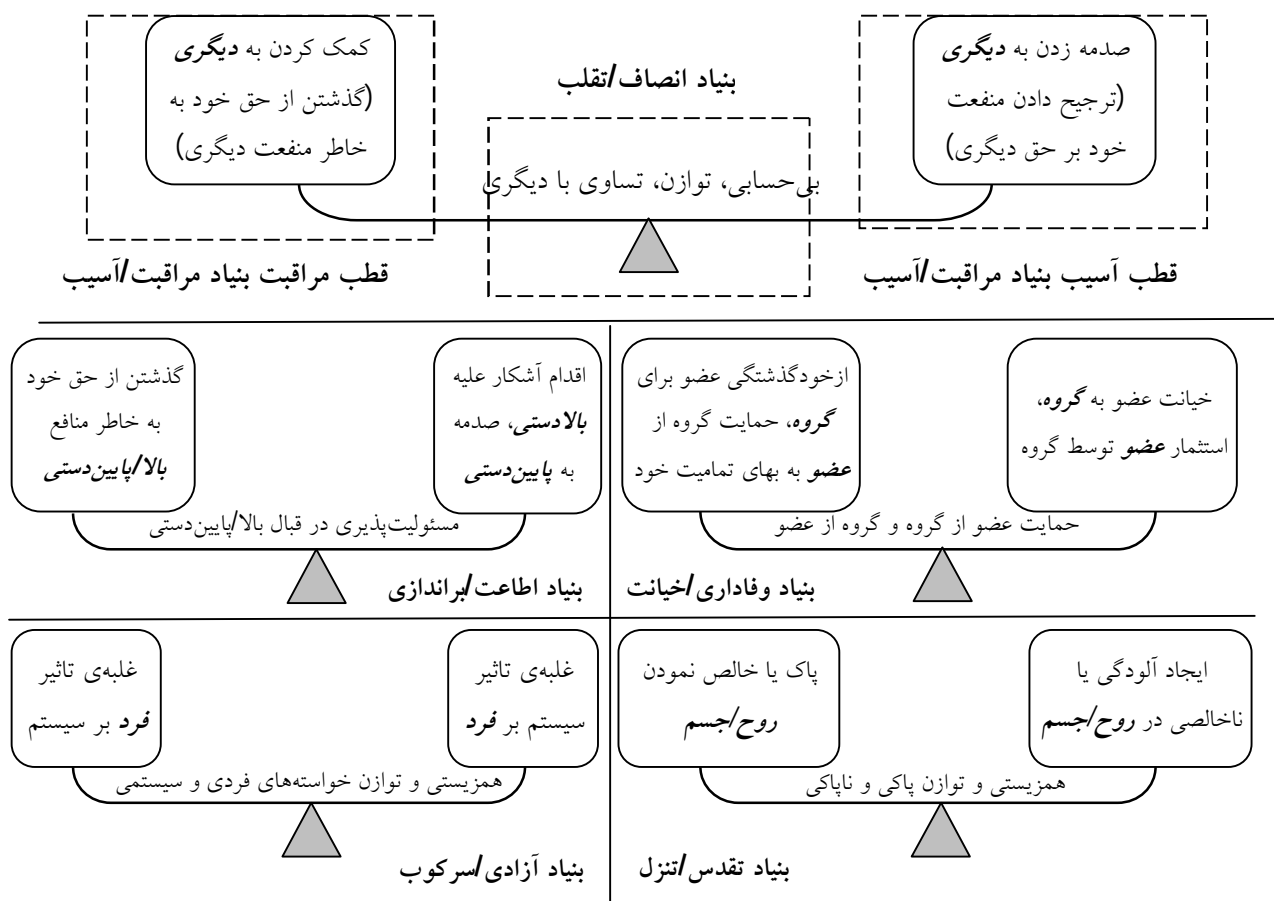 صدمه زدن به دیگری
(ترجیح دادن منفعت
خود بر حق دیگری)
بنیاد انصاف/تقلب
کمک کردن به دیگری
(گذشتن از حق خود به
خاطر منفعت دیگری)
بی‌حسابی، توازن، تساوی با دیگری
قطب آسیب بنیاد مراقبت/آسیب
قطب مراقبت بنیاد مراقبت/آسیب
خیانت عضو به گروه،
استثمار عضو توسط گروه
ازخودگذشتگی عضو برای
گروه، حمایت گروه از
عضو به بهای تمامیت خود
حمایت عضو از گروه و گروه از عضو
بنیاد وفاداری/خیانت
اقدام آشکار علیه
بالادستی، صدمه
به پایین‌دستی
گذشتن از حق خود
به خاطر منافع
بالا/پایین‌دستی
مسئولیت‌پذیری در قبال بالا/پایین‌دستی
بنیاد اطاعت/براندازی
ایجاد آلودگی یا
ناخالصی در روح/جسم
پاک یا خالص نمودن
روح/جسم
همزیستی و توازن پاکی و ناپاکی
بنیاد تقدس/تنزل
غلبه‌ی تاثیر
سیستم بر فرد
غلبه‌ی تاثیر
فرد بر سیستم
همزیستی و توازن خواسته‌های فردی و سیستمی
بنیاد آزادی/سرکوب